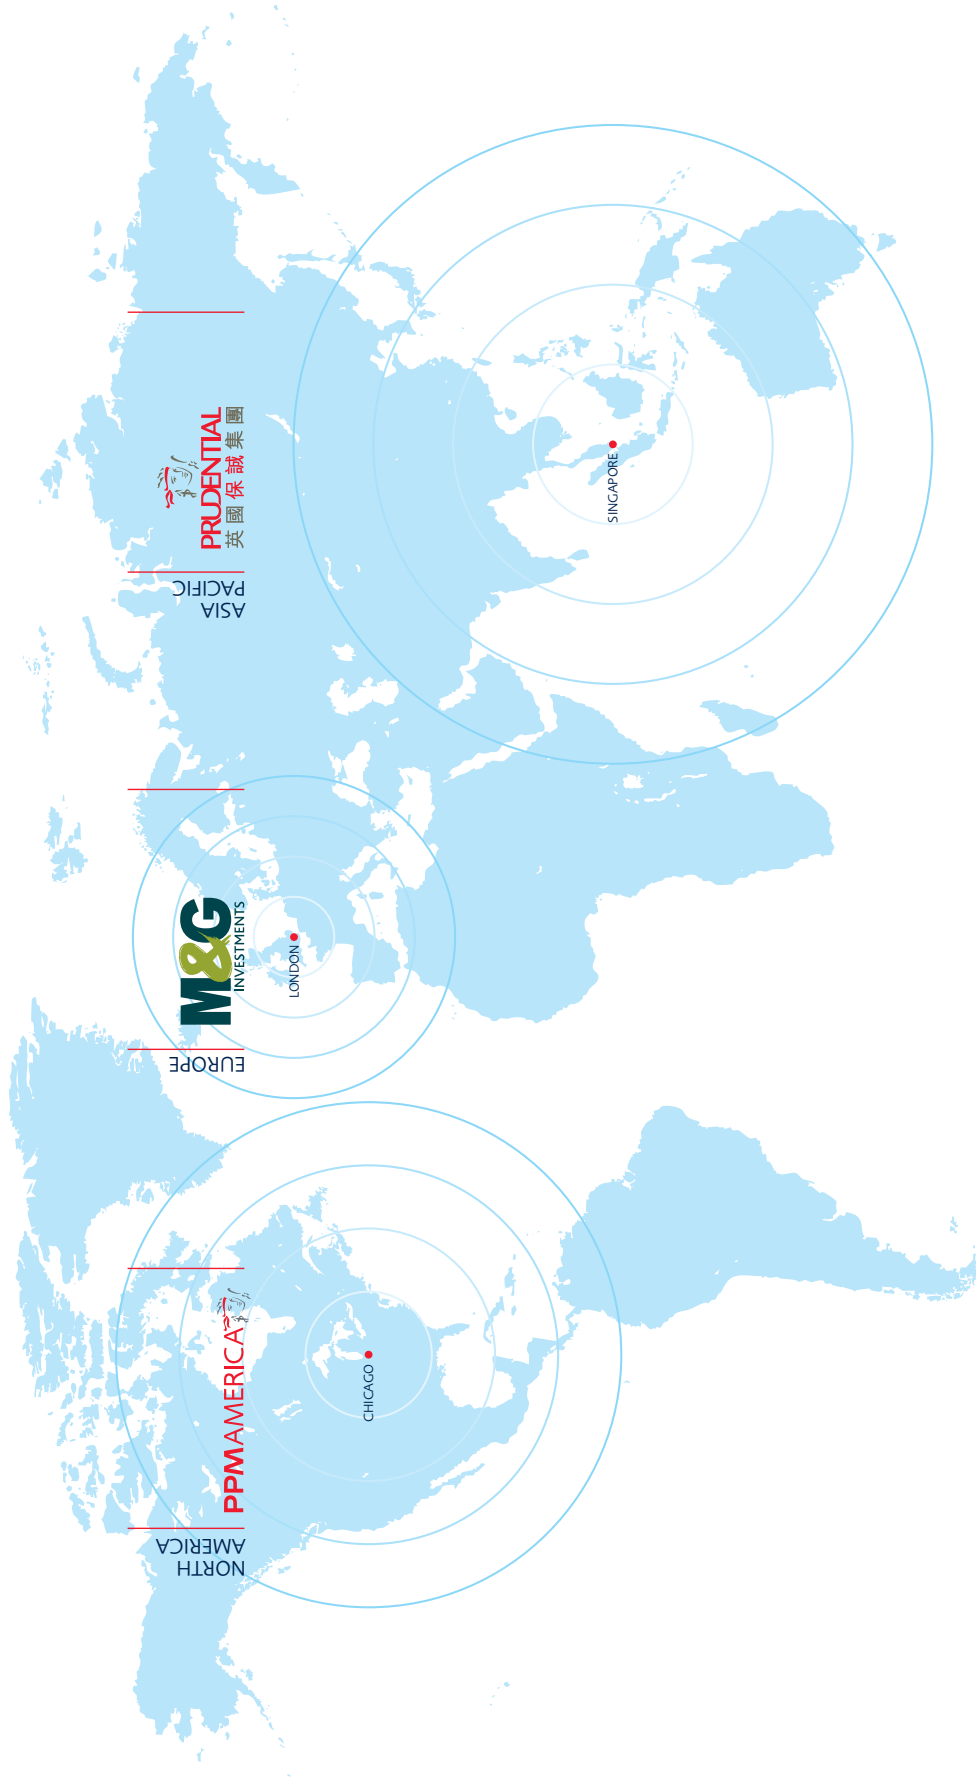 NORTH
AMERICA
PPMAMERICA
CHICAGO
EUROPE
M&G
INVESTMENTS
LONDON
ASIA
PACIFIC
PRUDENTIAL
英國保誠集團
SINGAPORE